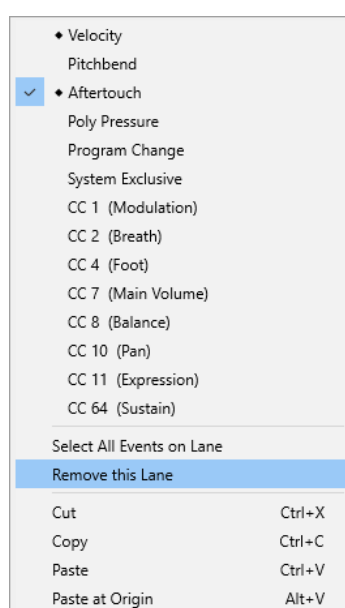 Velocity
Pitchbend
Aftertouch
Poly Pressure
Program Change
System Exclusive
CC 1 (Modulation)
CC 2 (Breath)
CC 4 (Foot)
CC 7 (Main Volume)
CC 8 (Balance)
CC 10 (Pan)
CC 11 (Expression)
CC 64 (Sustain)
Select All Events on Lane
Remove this Lane
Cut Ctrl+X
Copy Ctrl+C
Paste Ctrl+V
Paste at Origin Alt+V